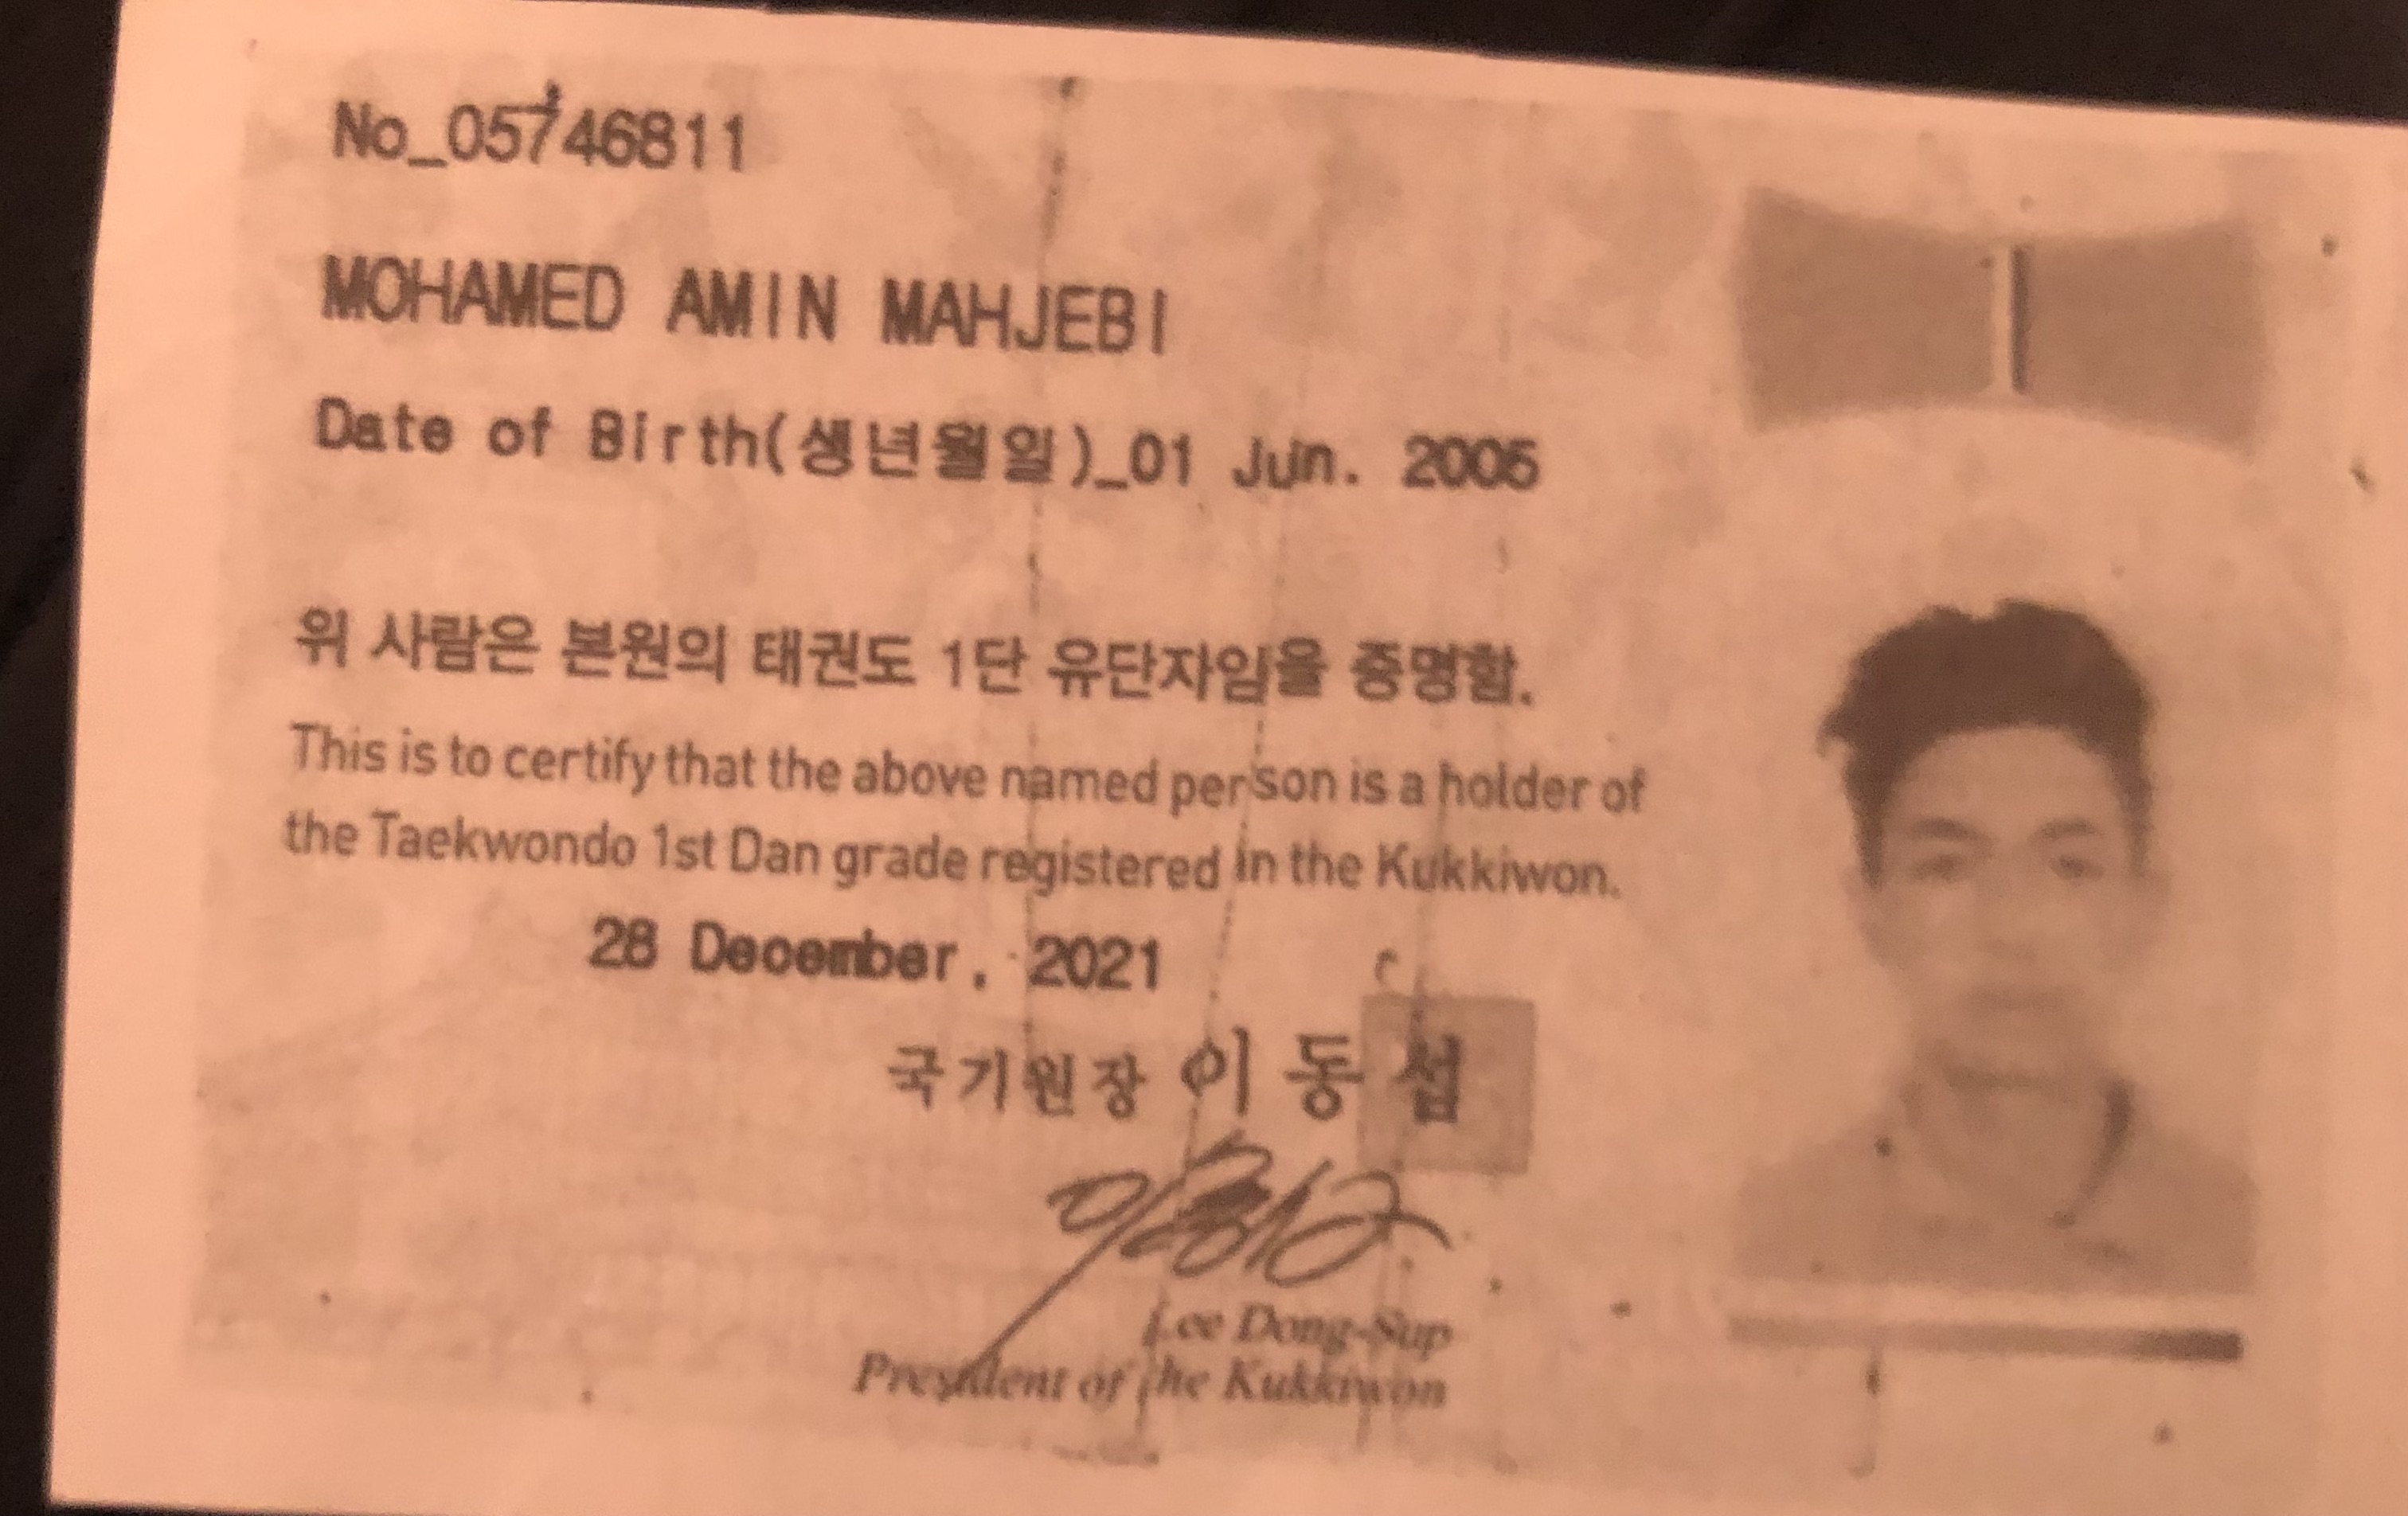 No_05746811
MOHAMED AMIN MAHJEBI
Date of Birth(생년월일)_01 Jun. 2005
위 사람은 본원의 태권도 1단 유단자임을 증명함.
This is to certify that the above named person is a holder of
the Taekwondo 1st Dan grade registered in the Kukkiwon.
28 December. 2021
국기원장 이동섭
Lee Dong-Sup
President of the Kukkiwon